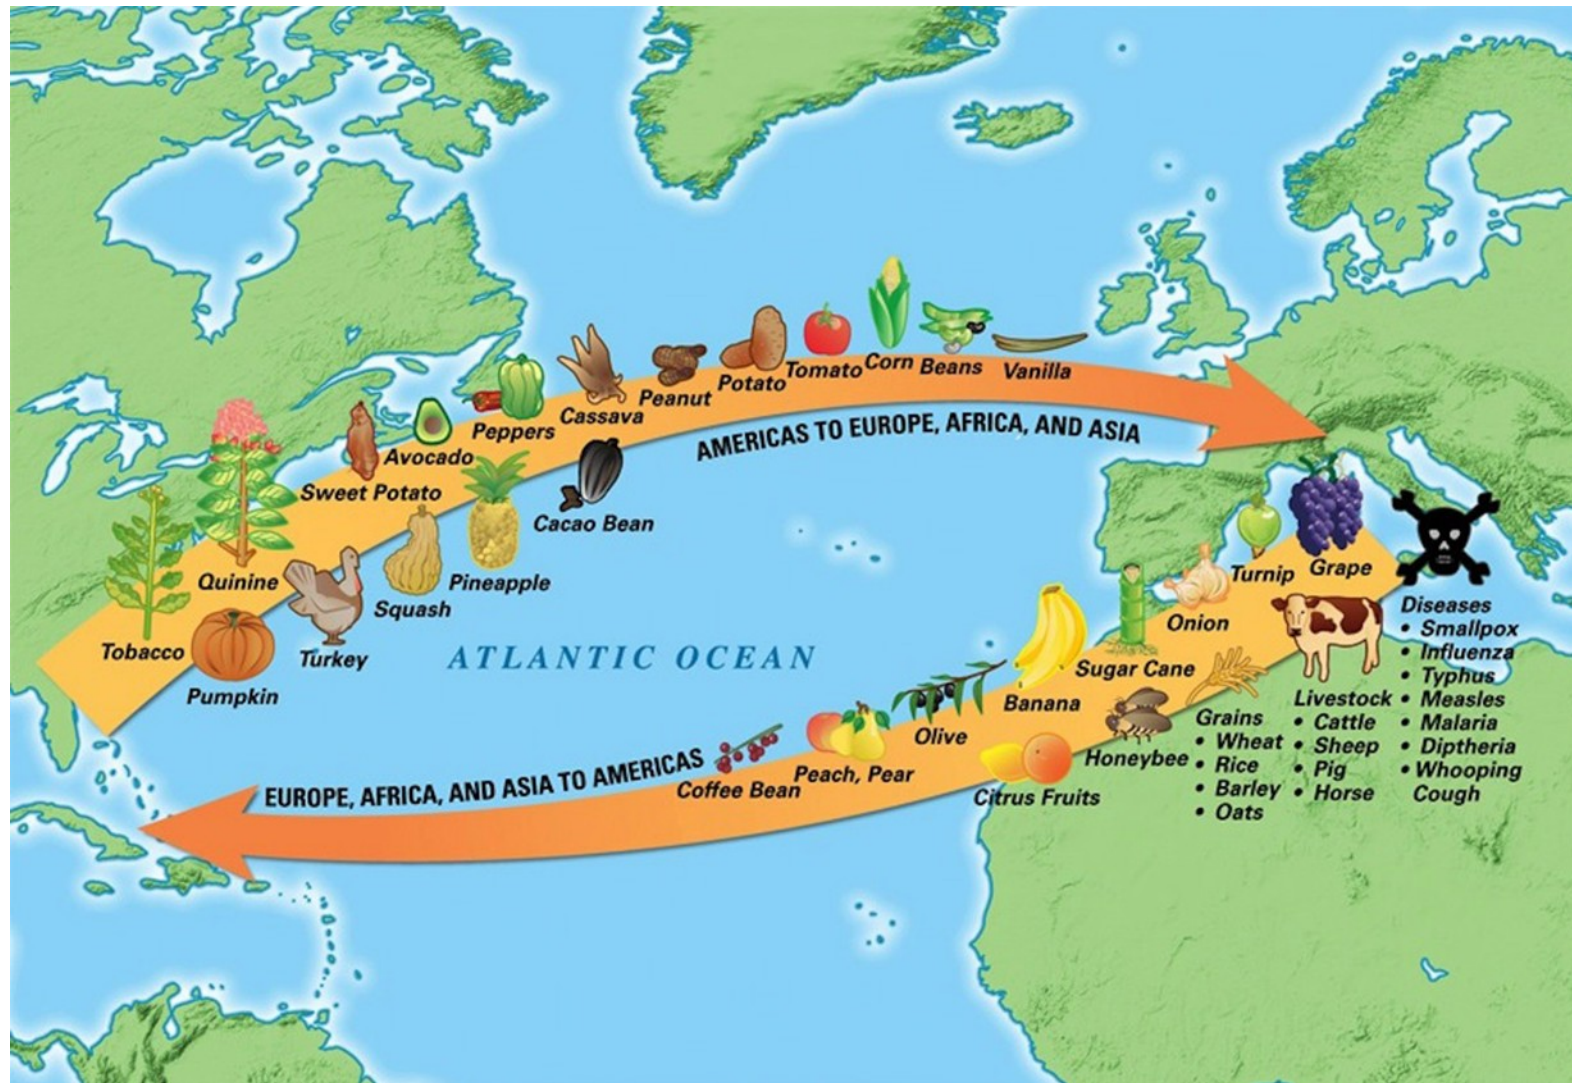 Corn
Beans
Vanilla
Tomato
Potato
Peanut
Cassava
Peppers
Avocado
Sweet Potato
Quinine
Tobacco
AMERICAS TO EUROPE, AFRICA, AND ASIA
Cacao Bean
Pineapple
Squash
Turkey
Pumpkin
ATLANTIC OCEAN
Grape
Turnip
Onion
Sugar Cane
Banana
Olive
Peach, Pear
Coffee Bean
EUROPE, AFRICA, AND ASIA TO AMERICAS
Citrus Fruits
Honeybee
Grains
• Wheat
• Rice
• Barley
• Oats
Livestock
• Cattle
• Sheep
• Pig
• Horse
Diseases
• Smallpox
• Influenza
• Typhus
• Measles
• Malaria
• Diptheria
• Whooping
Cough